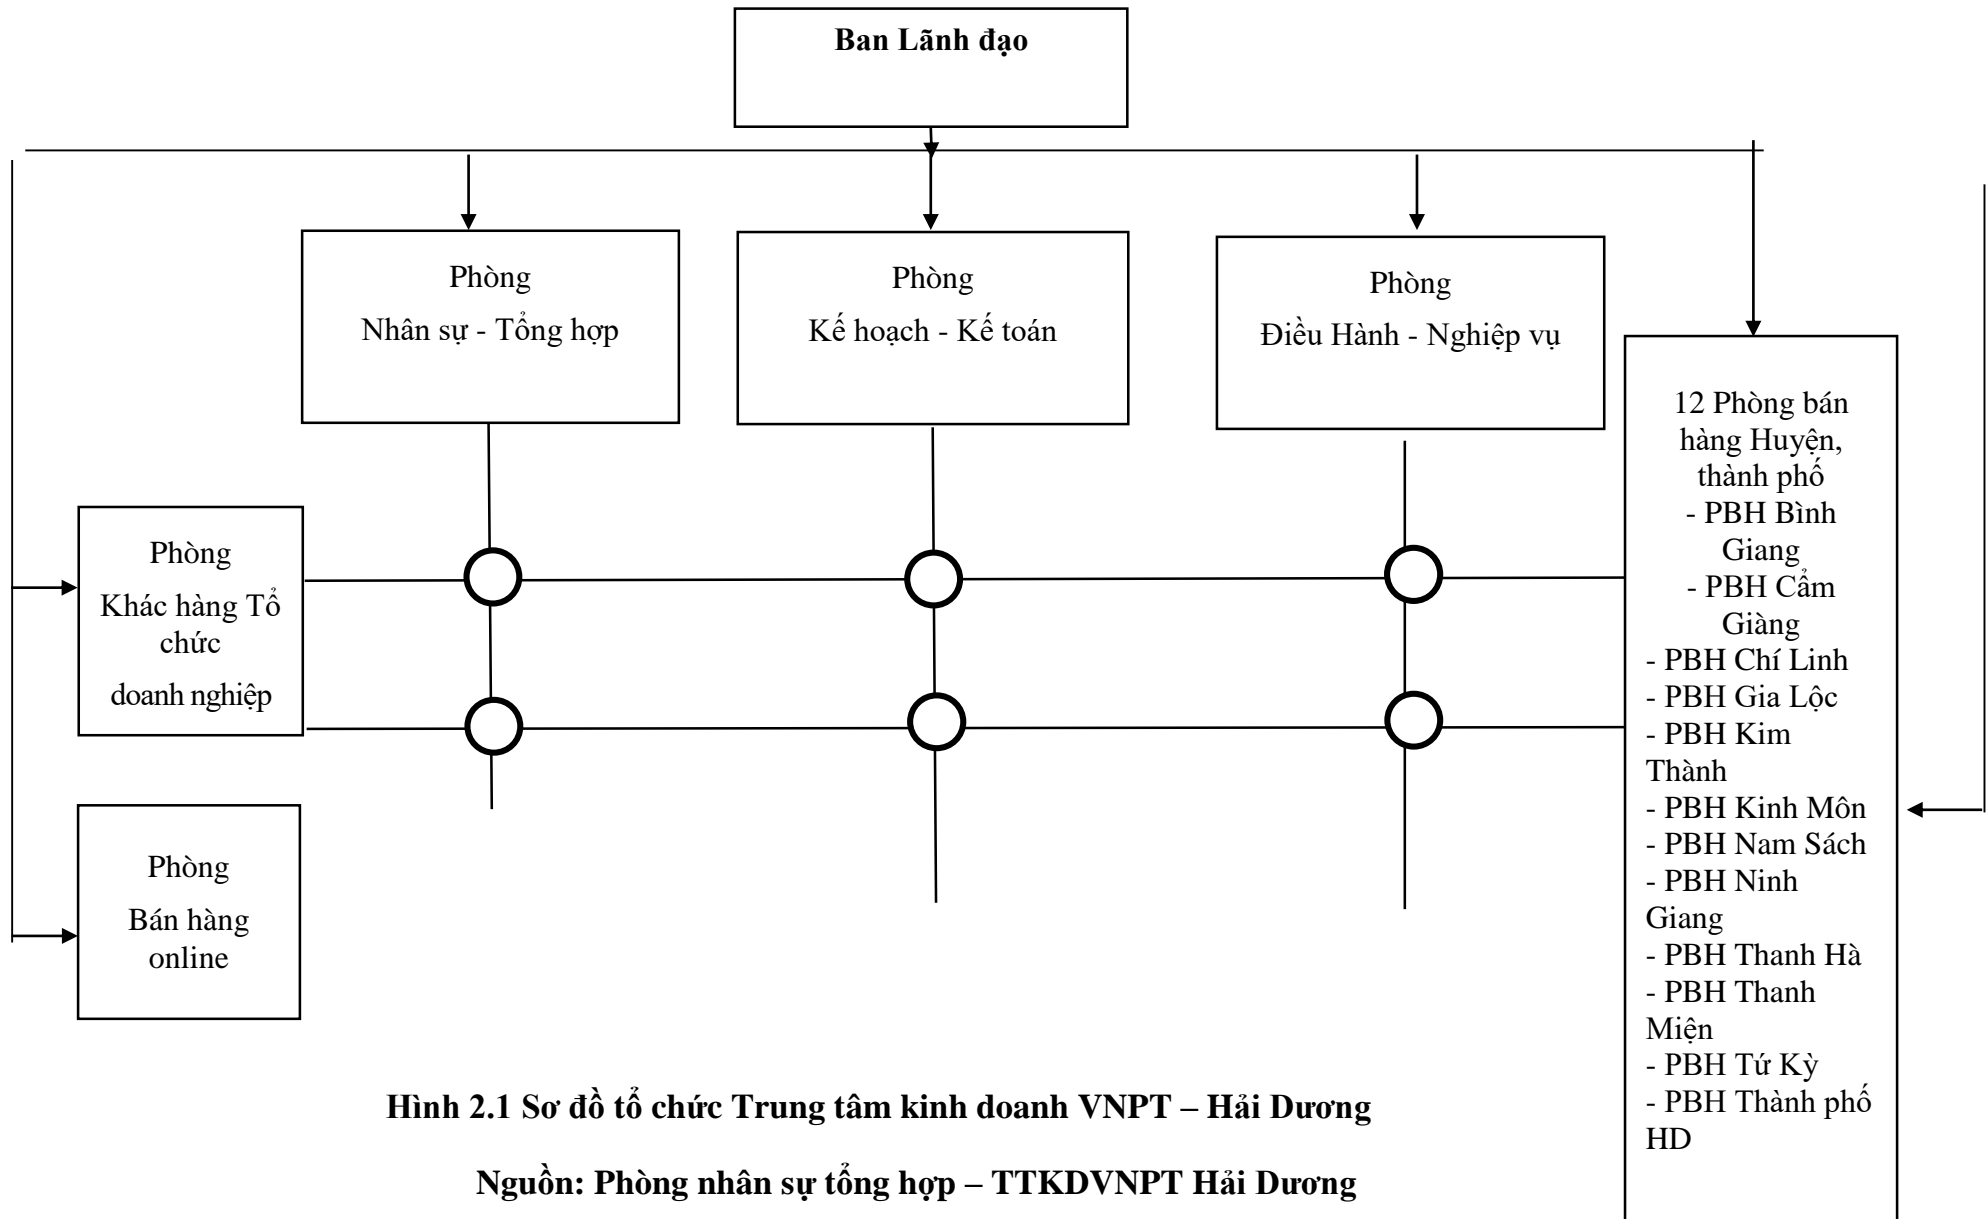 Ban Lãnh đạo
Phòng
Nhân sự - Tổng hợp
Phòng
Kế hoạch - Kế toán
Phòng
Điều Hành - Nghiệp vụ
12 Phòng bán
hàng Huyện,
thành phố
- PBH Bình
Giang
- PBH Cẩm
Giàng
- PBH Chí Linh
- PBH Gia Lộc
- PBH Kim
Thành
- PBH Kinh Môn
- PBH Nam Sách
- PBH Ninh
Giang
- PBH Thanh Hà
- PBH Thanh
Miện
- PBH Tứ Kỳ
- PBH Thành phố
HD
Phòng
Khác hàng Tổ
chức
doanh nghiệp
Phòng
Bán hàng
online
Hình 2.1 Sơ đồ tổ chức Trung tâm kinh doanh VNPT – Hải Dương
Nguồn: Phòng nhân sự tổng hợp – TTKDVNPT Hải Dương